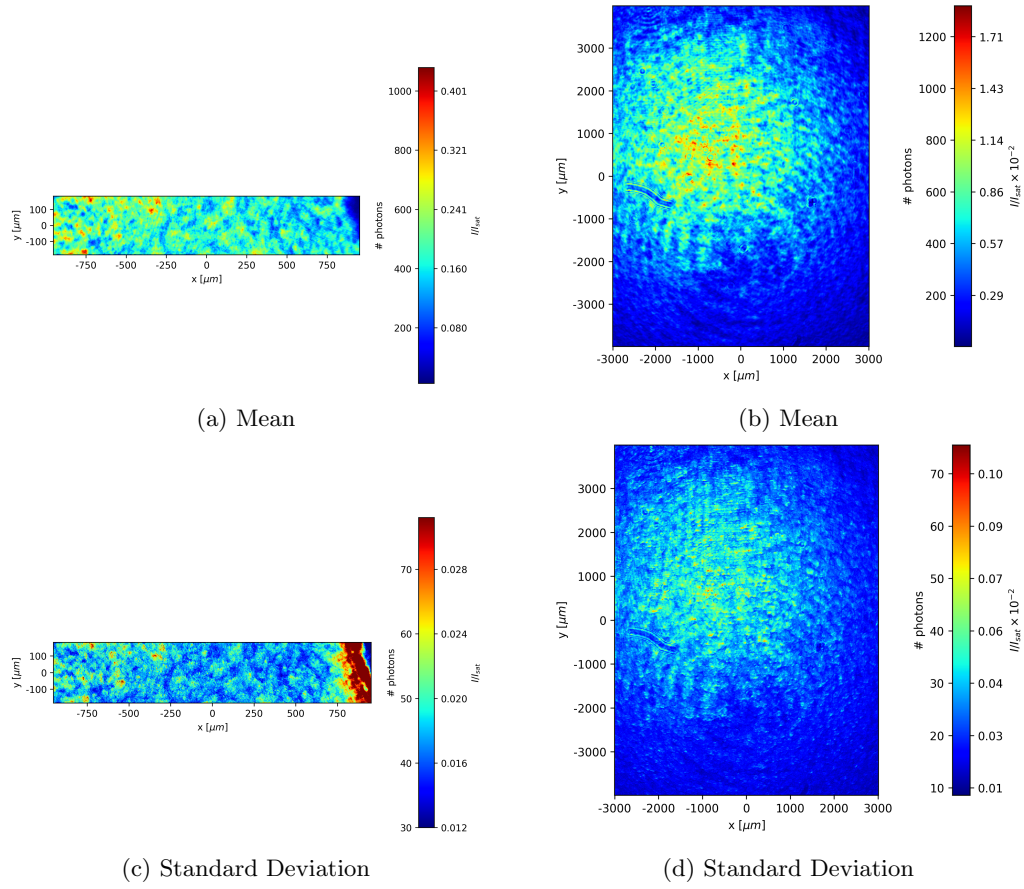 1000
800
600
400
200
# photons
0.401
0.321
0.241
0.160
0.080
I/I_sat
100
0
-100
y [μm]
-750 -500 -250 0 250 500 750
x [μm]
(a) Mean
3000
2000
1000
0
-1000
-2000
-3000
y [μm]
-3000 -2000 -1000 0 1000 2000 3000
x [μm]
1200
1000
800
600
400
200
# photons
1.71
1.43
1.14
0.86
0.57
0.29
I/I_sat × 10⁻²
(b) Mean
70
60
50
40
30
# photons
0.028
0.024
0.020
0.016
0.012
I/I_sat
100
0
-100
y [μm]
-750 -500 -250 0 250 500 750
x [μm]
(c) Standard Deviation
3000
2000
1000
0
-1000
-2000
-3000
y [μm]
-3000 -2000 -1000 0 1000 2000 3000
x [μm]
70
60
50
40
30
20
10
# photons
0.10
0.09
0.07
0.06
0.04
0.03
0.01
I/I_sat × 10⁻²
(d) Standard Deviation